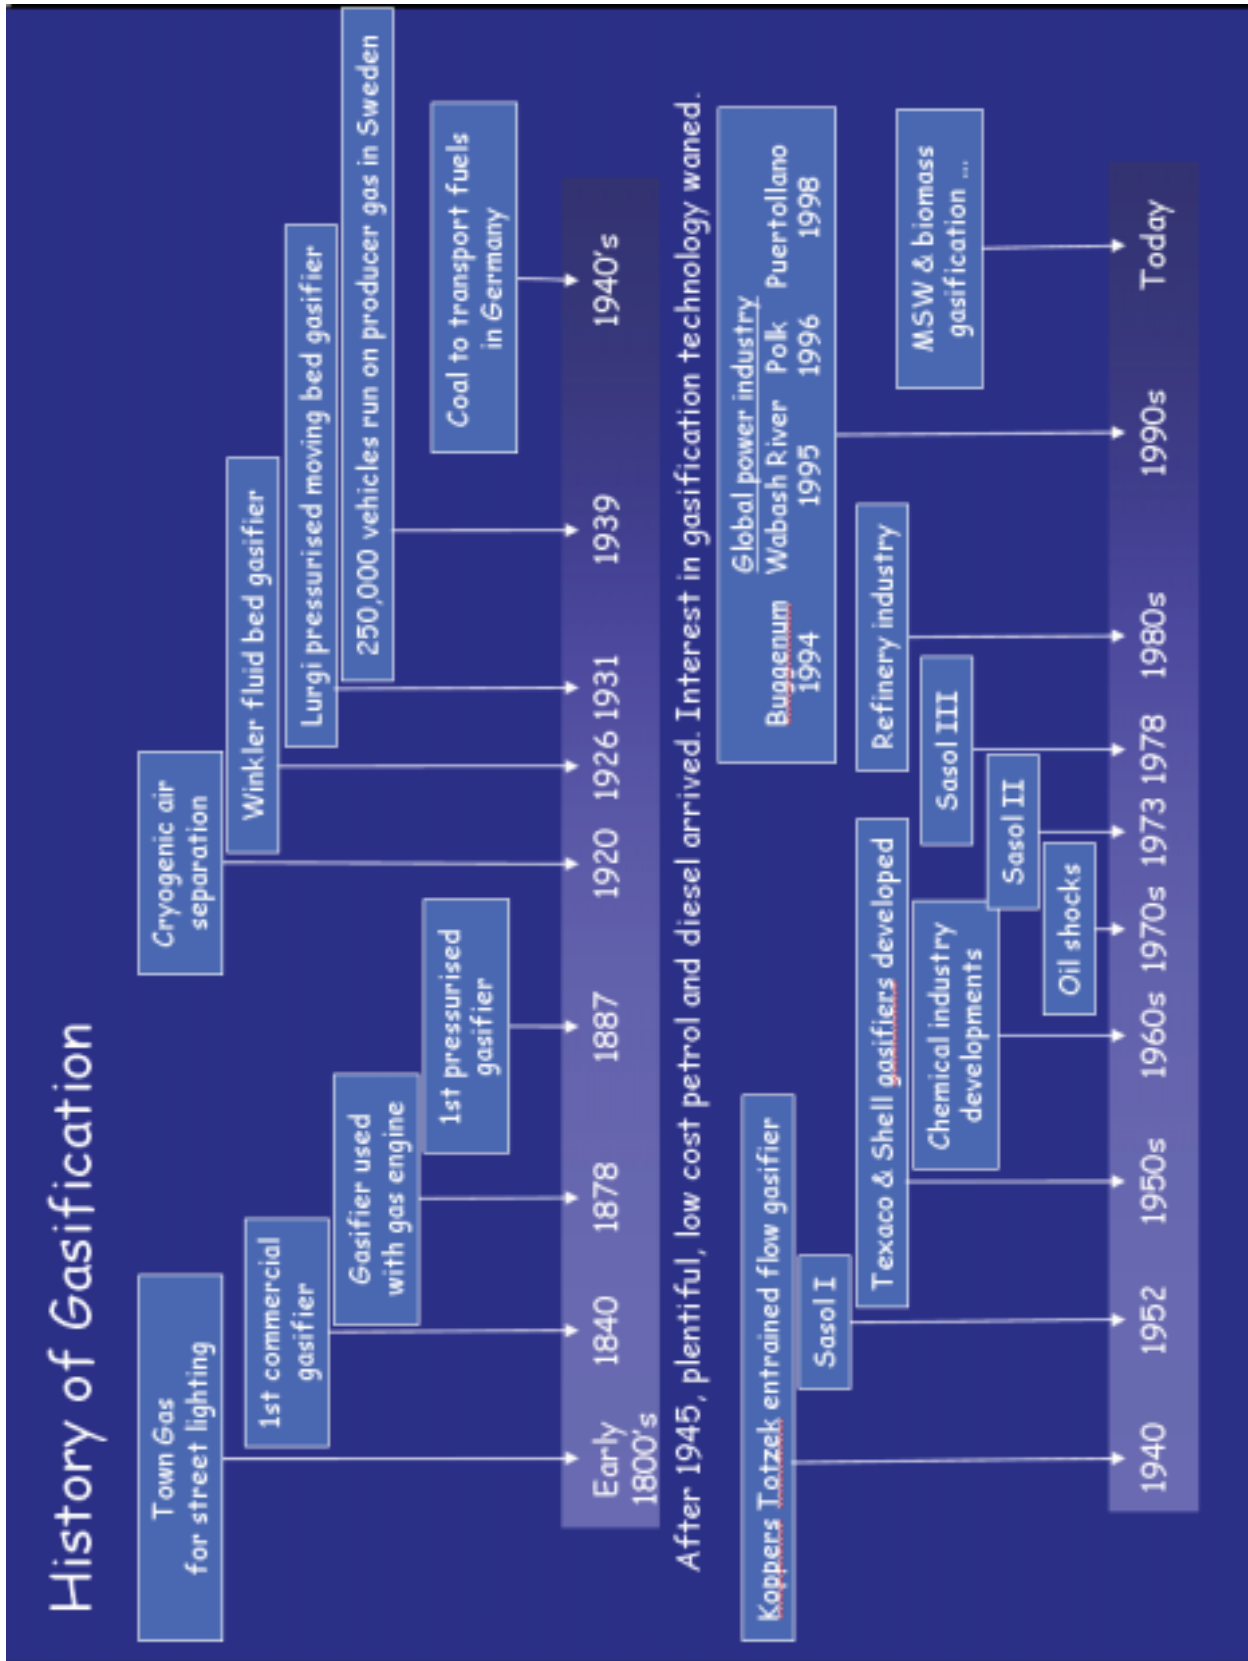 History of Gasification
Town Gas
for street lighting
1st commercial
gasifier
Gasifier used
with gas engine
1st pressurised
gasifier
Cryogenic air
separation
Winkler fluid bed gasifier
Lurgi pressurised moving bed gasifier
250,000 vehicles run on producer gas in Sweden
Coal to transport fuels
in Germany
Early
1800's
1840
1878
1887
1920
1926
1931
1939
1940's
After 1945, plentiful, low cost petrol and diesel arrived. Interest in gasification technology waned.
Koppers Totzek entrained flow gasifier
Sasol I
Texaco & Shell gasifiers developed
Chemical industry
developments
Oil shocks
Sasol II
Sasol III
Refinery industry
Global power industry
Buggenum Wabash River Polk Puertollano
1994 1995 1996 1998
MSW & biomass
gasification ...
1940
1952
1950s
1960s
1970s
1973
1978
1980s
1990s
Today